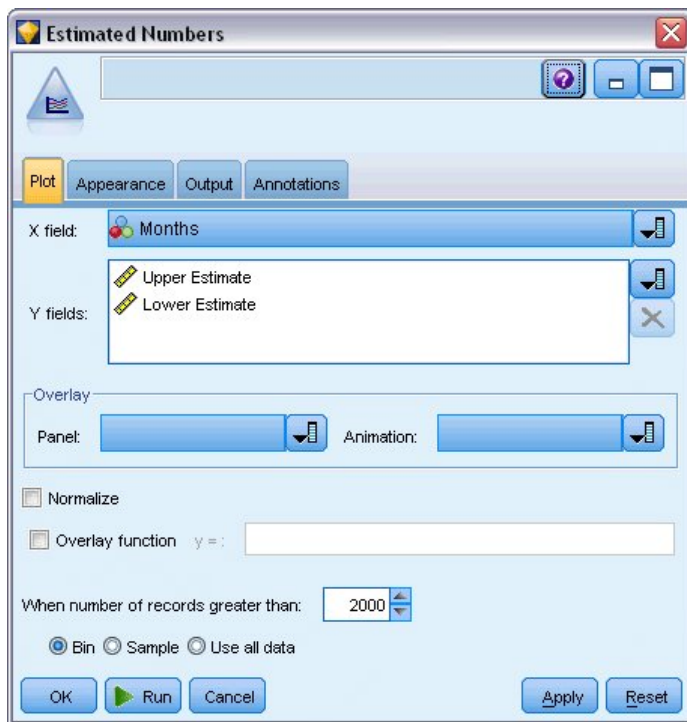 Estimated Numbers
?
Plot Appearance Output Annotations
X field: Months
Y fields: Upper Estimate
Lower Estimate
Overlay
Panel: Animation:
Normalize
Overlay function y = :
When number of records greater than: 2000
Bin Sample Use all data
OK Run Cancel Apply Reset